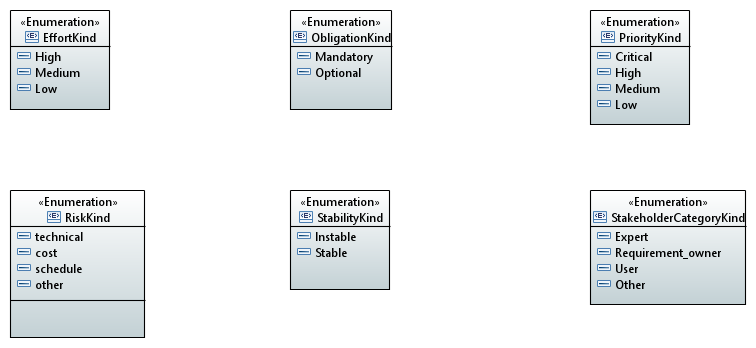 «Enumeration»
EffortKind
High
Medium
Low
«Enumeration»
ObligationKind
Mandatory
Optional
«Enumeration»
PriorityKind
Critical
High
Medium
Low
«Enumeration»
RiskKind
technical
cost
schedule
other
«Enumeration»
StabilityKind
Instable
Stable
«Enumeration»
StakeholderCategoryKind
Expert
Requirement_owner
User
Other